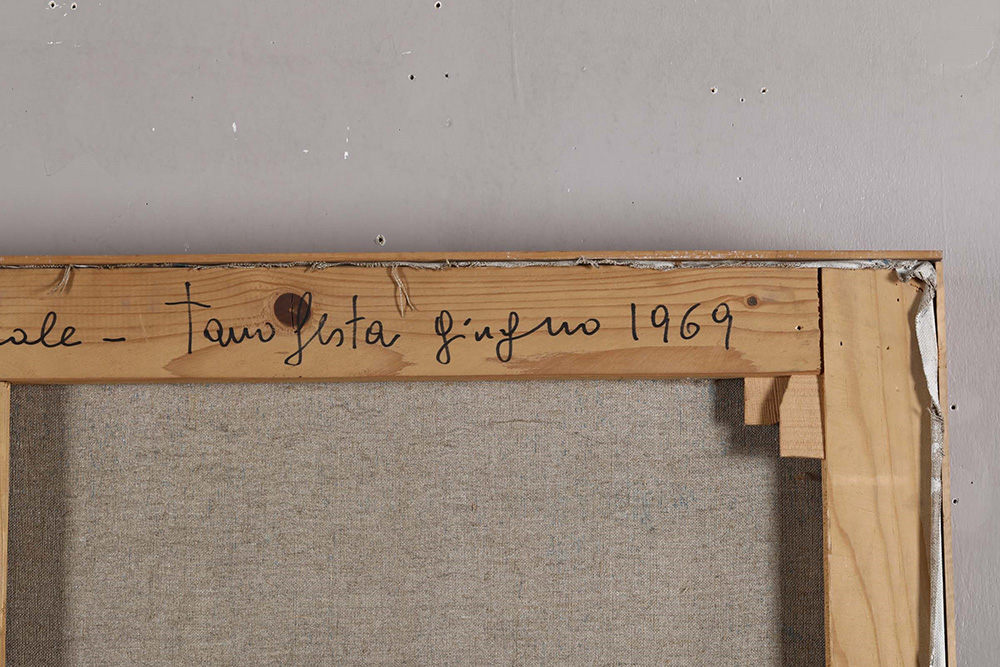 ale - Tano Festa giugno 1969